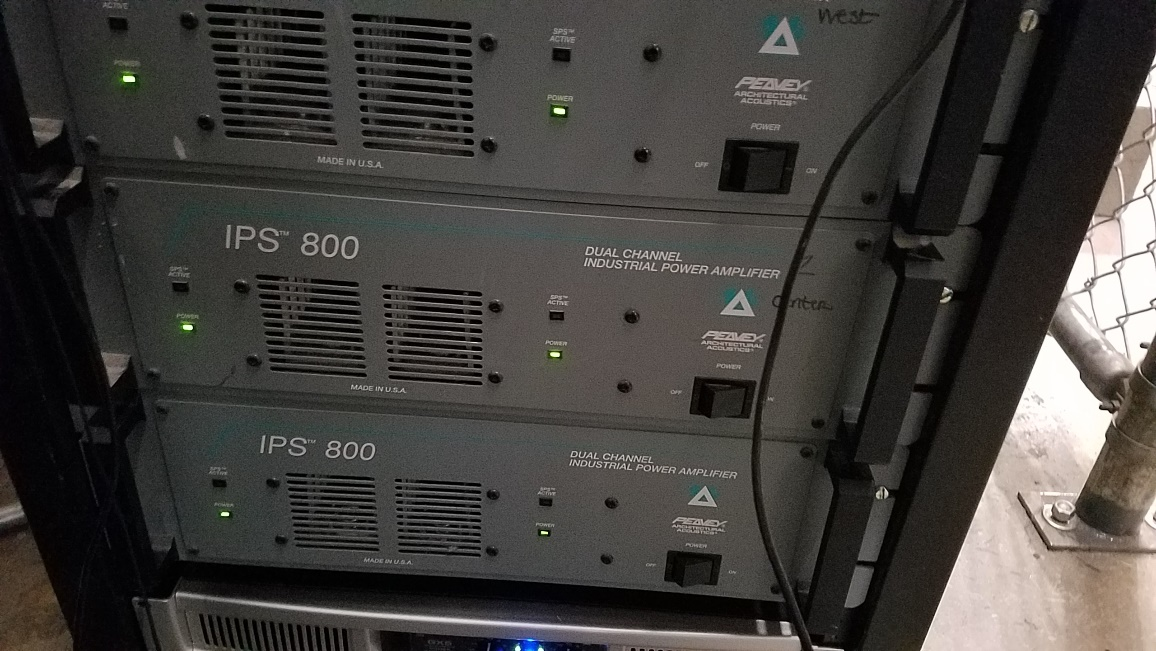 West
ACTIVE
POWER
SPS™
ACTIVE
POWER
PEAVEY®
ARCHITECTURAL
ACOUSTICS®
POWER
OFF
ON
MADE IN U.S.A.
IPS™ 800
DUAL CHANNEL
INDUSTRIAL POWER AMPLIFIER
SPS™
ACTIVE
POWER
SPS™
ACTIVE
POWER
Center
PEAVEY®
ARCHITECTURAL
ACOUSTICS®
POWER
OFF
MADE IN U.S.A.
IPS™ 800
DUAL CHANNEL
INDUSTRIAL POWER AMPLIFIER
SPS™
ACTIVE
POWER
SPS™
ACTIVE
POWER
PEAVEY®
ARCHITECTURAL
ACOUSTICS®
POWER
OFF
ON
MADE IN U.S.A.